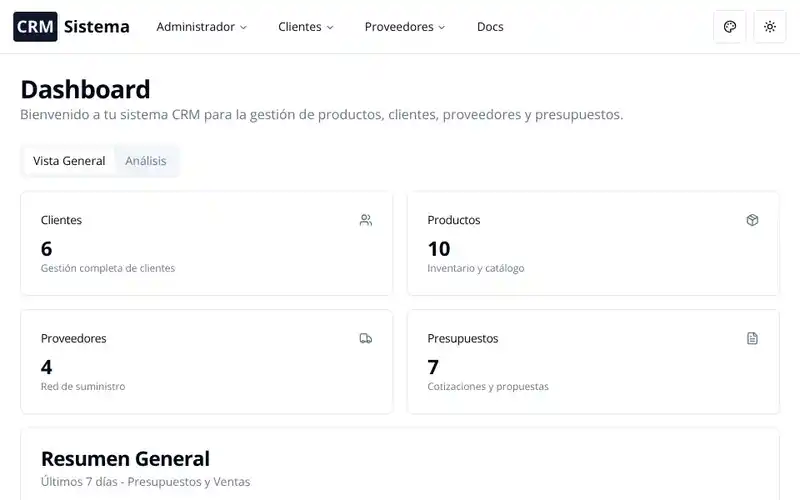 CRM Sistema Administrador Clientes Proveedores Docs
Dashboard
Bienvenido a tu sistema CRM para la gestión de productos, clientes, proveedores y presupuestos.
Vista General Análisis
Clientes
6
Gestión completa de clientes
Productos
10
Inventario y catálogo
Proveedores
4
Red de suministro
Presupuestos
7
Cotizaciones y propuestas
Resumen General
Últimos 7 días - Presupuestos y Ventas